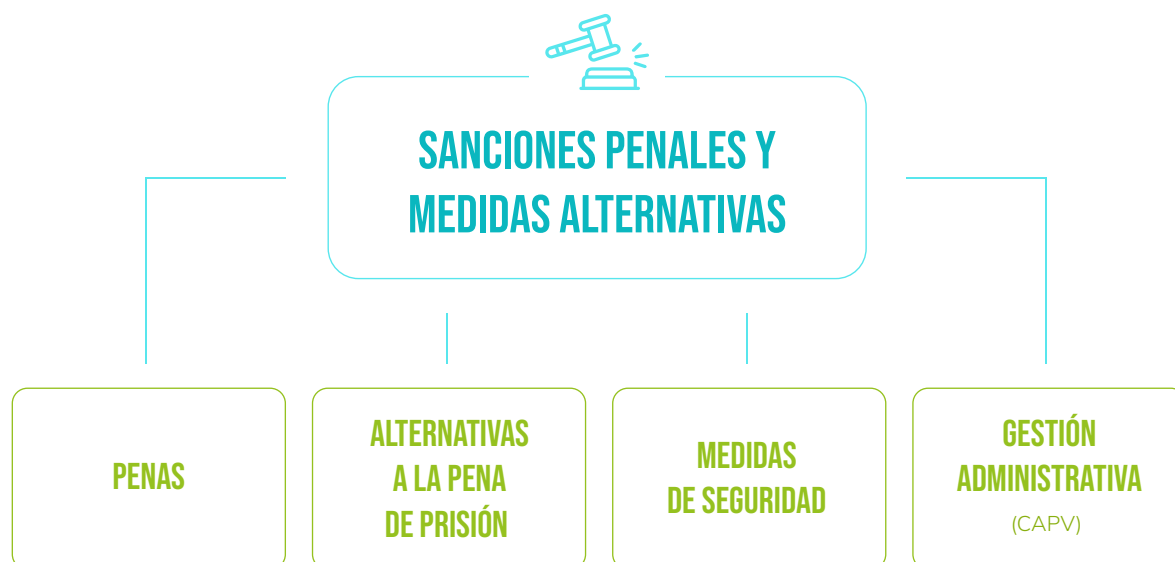 SANCIONES PENALES Y
MEDIDAS ALTERNATIVAS
PENAS
ALTERNATIVAS
A LA PENA
DE PRISIÓN
MEDIDAS
DE SEGURIDAD
GESTIÓN
ADMINISTRATIVA
(CAPV)